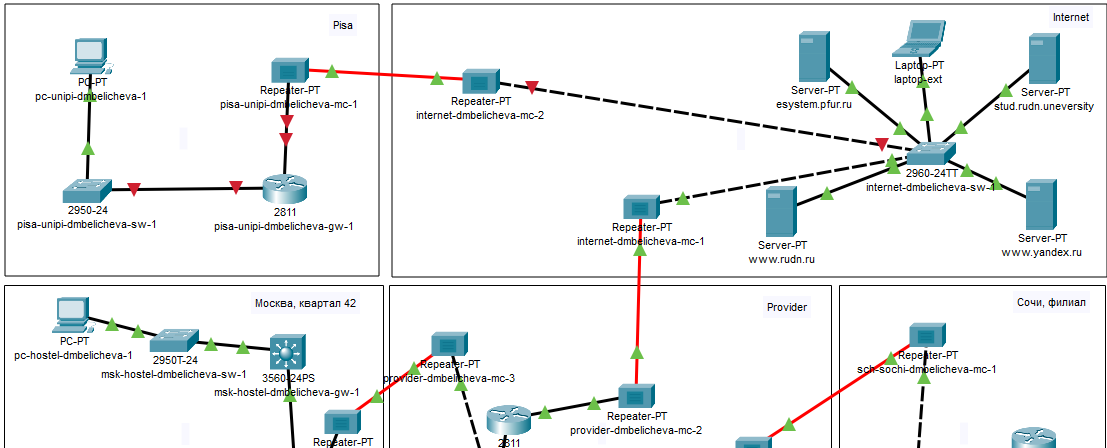 Pisa
PC-PT
pc-unipi-dmbelicheva-1
Repeater-PT
pisa-unipi-dmbelicheva-mc-1
2950-24
pisa-unipi-dmbelicheva-sw-1
2811
pisa-unipi-dmbelicheva-gw-1
Internet
Repeater-PT
internet-dmbelicheva-mc-2
Server-PT
esystem.pfur.ru
Laptop-PT
laptop-ext
Server-PT
stud.rudn.uneversity
2960-24TT
internet-dmbelicheva-sw-1
Repeater-PT
internet-dmbelicheva-mc-1
Server-PT
www.rudn.ru
Server-PT
www.yandex.ru
Москва, квартал 42
PC-PT
pc-hostel-dmbelicheva-1
2950T-24
msk-hostel-dmbelicheva-sw-1
3560-24PS
msk-hostel-dmbelicheva-gw-1
Repeater-PT
Provider
Repeater-PT
provider-dmbelicheva-mc-3
2811
Repeater-PT
provider-dmbelicheva-mc-2
Сочи, филиал
Repeater-PT
sch-sochi-dmbelicheva-mc-1